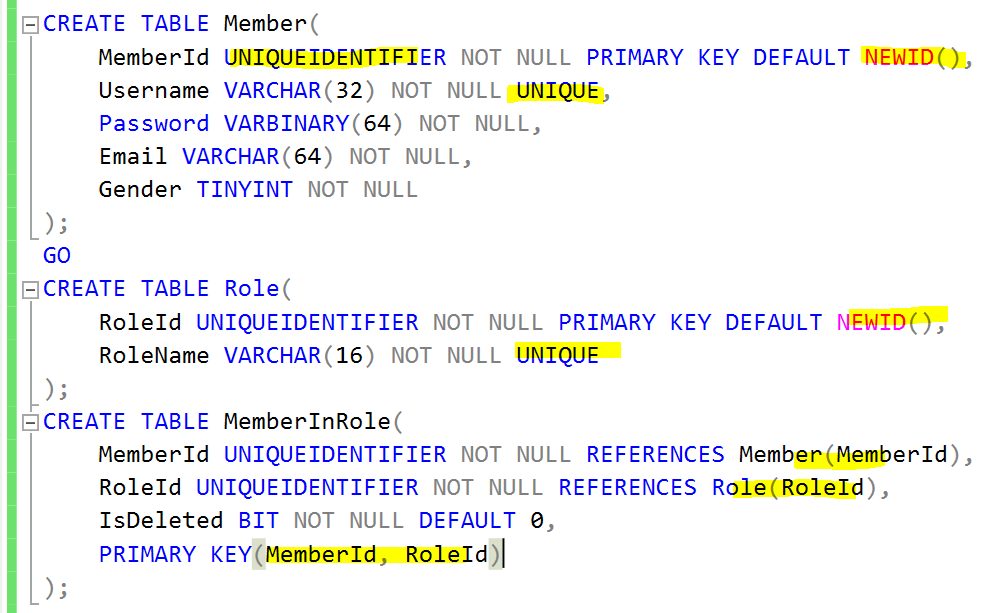 CREATE TABLE Member(
MemberId UNIQUEIDENTIFIER NOT NULL PRIMARY KEY DEFAULT NEWID(),
Username VARCHAR(32) NOT NULL UNIQUE,
Password VARBINARY(64) NOT NULL,
Email VARCHAR(64) NOT NULL,
Gender TINYINT NOT NULL
);
GO
CREATE TABLE Role(
RoleId UNIQUEIDENTIFIER NOT NULL PRIMARY KEY DEFAULT NEWID(),
RoleName VARCHAR(16) NOT NULL UNIQUE
);
CREATE TABLE MemberInRole(
MemberId UNIQUEIDENTIFIER NOT NULL REFERENCES Member(MemberId),
RoleId UNIQUEIDENTIFIER NOT NULL REFERENCES Role(RoleId),
IsDeleted BIT NOT NULL DEFAULT 0,
PRIMARY KEY(MemberId, RoleId)
);